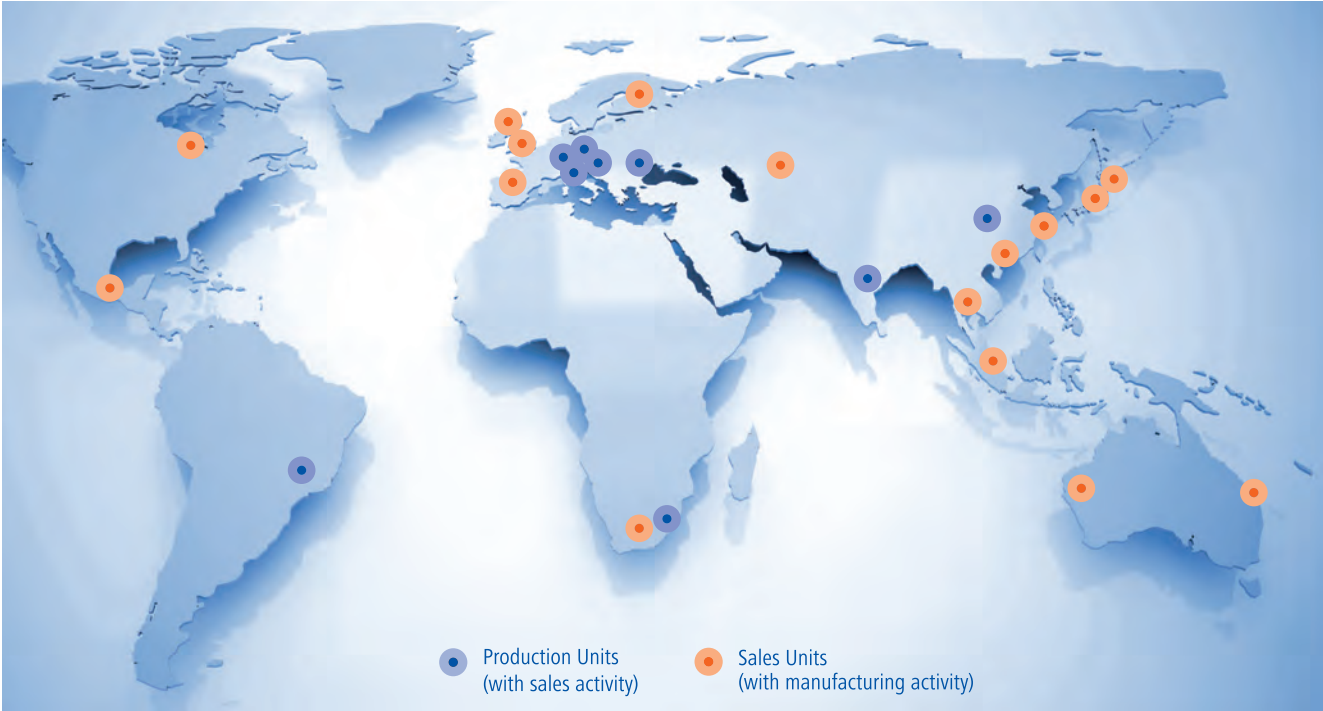 Production Units
(with sales activity)
Sales Units
(with manufacturing activity)